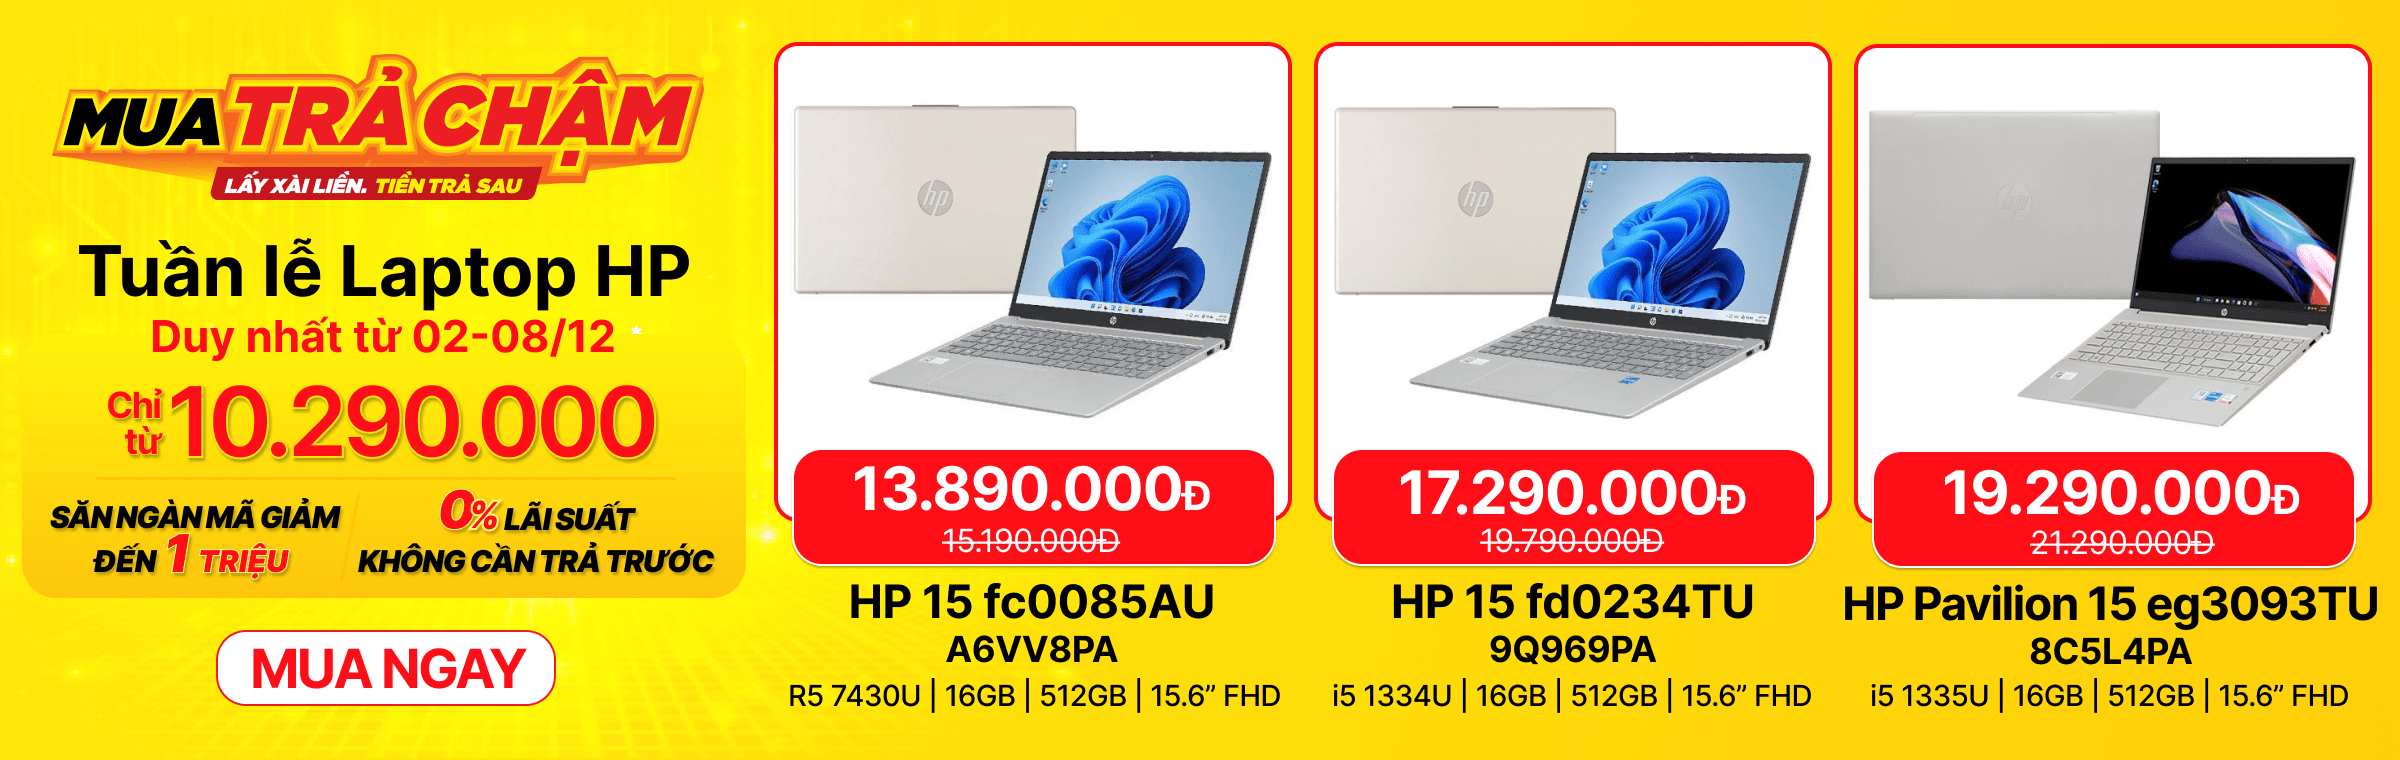 MUA TRẢ CHẬM
LẤY XÀI LIỀN. TIỀN TRẢ SAU
Tuần lễ Laptop HP
Duy nhất từ 02-08/12 *
Chỉ từ 10.290.000
SĂN NGÀN MÃ GIẢM
ĐẾN 1 TRIỆU
0% LÃI SUẤT
KHÔNG CẦN TRẢ TRƯỚC
MUA NGAY
hp
13.890.000Đ
15.190.000Đ
HP 15 fc0085AU
A6VV8PA
R5 7430U | 16GB | 512GB | 15.6” FHD
hp
17.290.000Đ
19.790.000Đ
HP 15 fd0234TU
9Q969PA
i5 1334U | 16GB | 512GB | 15.6” FHD
hp
19.290.000Đ
21.290.000Đ
HP Pavilion 15 eg3093TU
8C5L4PA
i5 1335U | 16GB | 512GB | 15.6” FHD